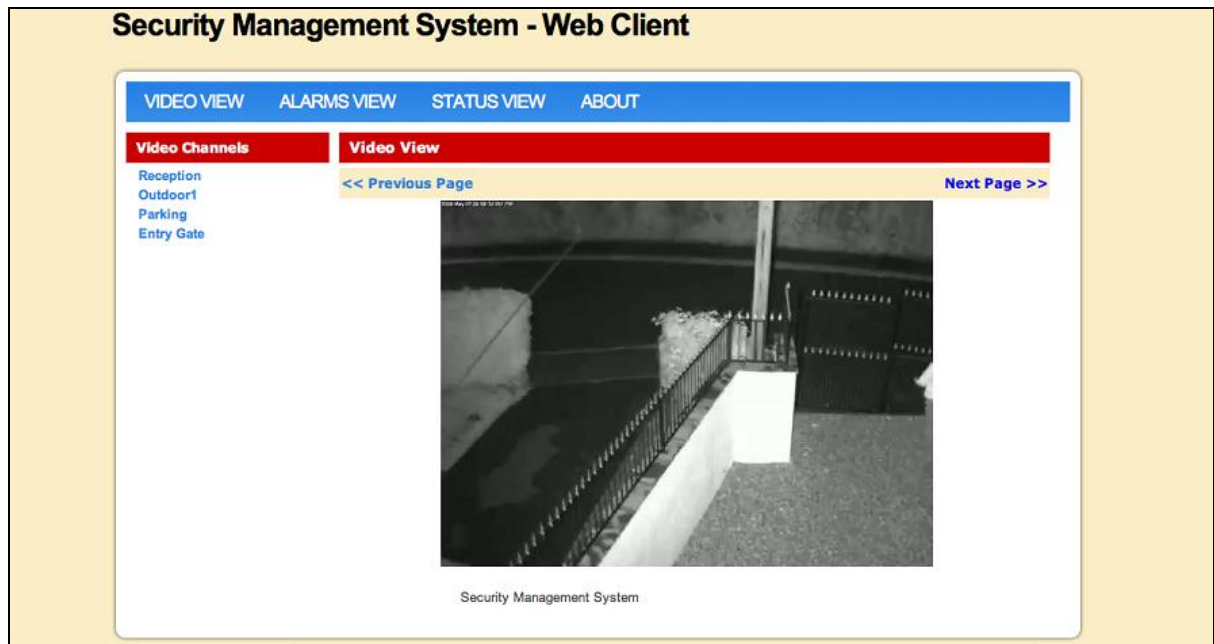 Security Management System - Web Client
VIDEO VIEW ALARMS VIEW STATUS VIEW ABOUT
Video Channels
Reception
Outdoor1
Parking
Entry Gate
Video View
<< Previous Page Next Page >>
Security Management System